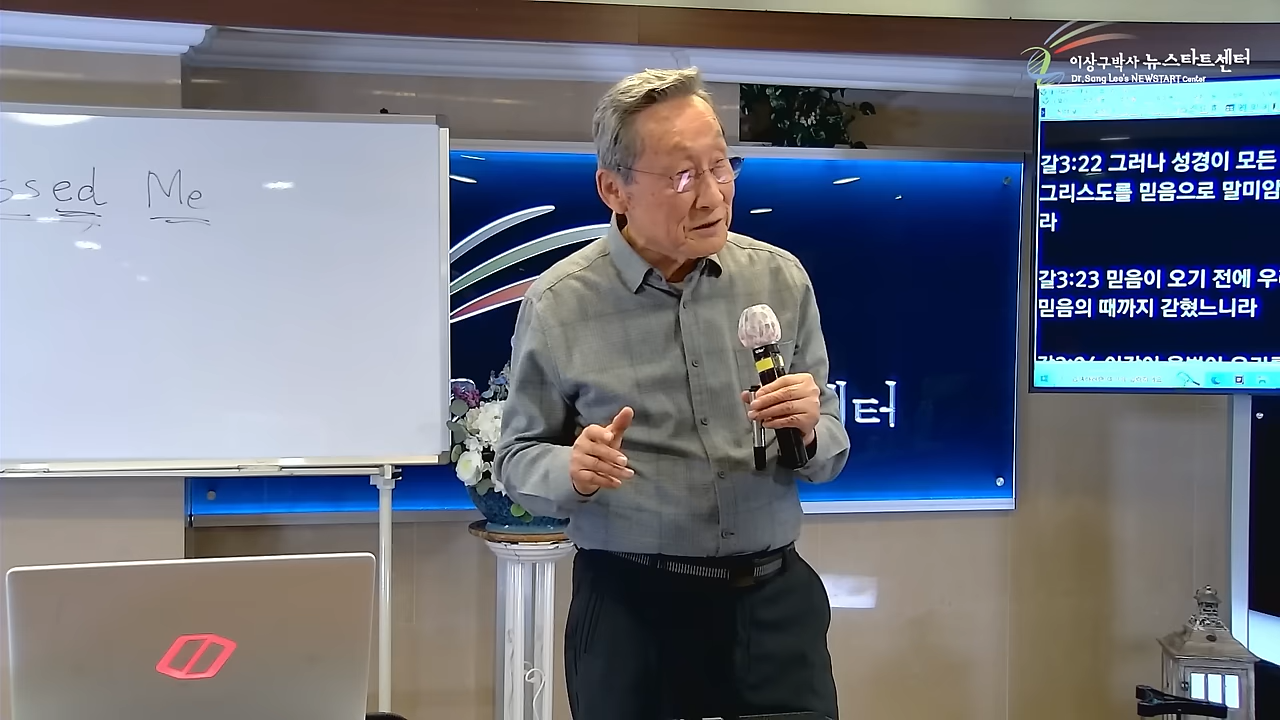 이상구박사 뉴스타트센터
Dr. Sang Lee's NEWSTART Center
ssed Me
갈3:22 그러나 성경이 모든
그리스도를 믿음으로 말미암
라
갈3:23 믿음이 오기 전에 우리
믿음의 때까지 갇혔느니라
터